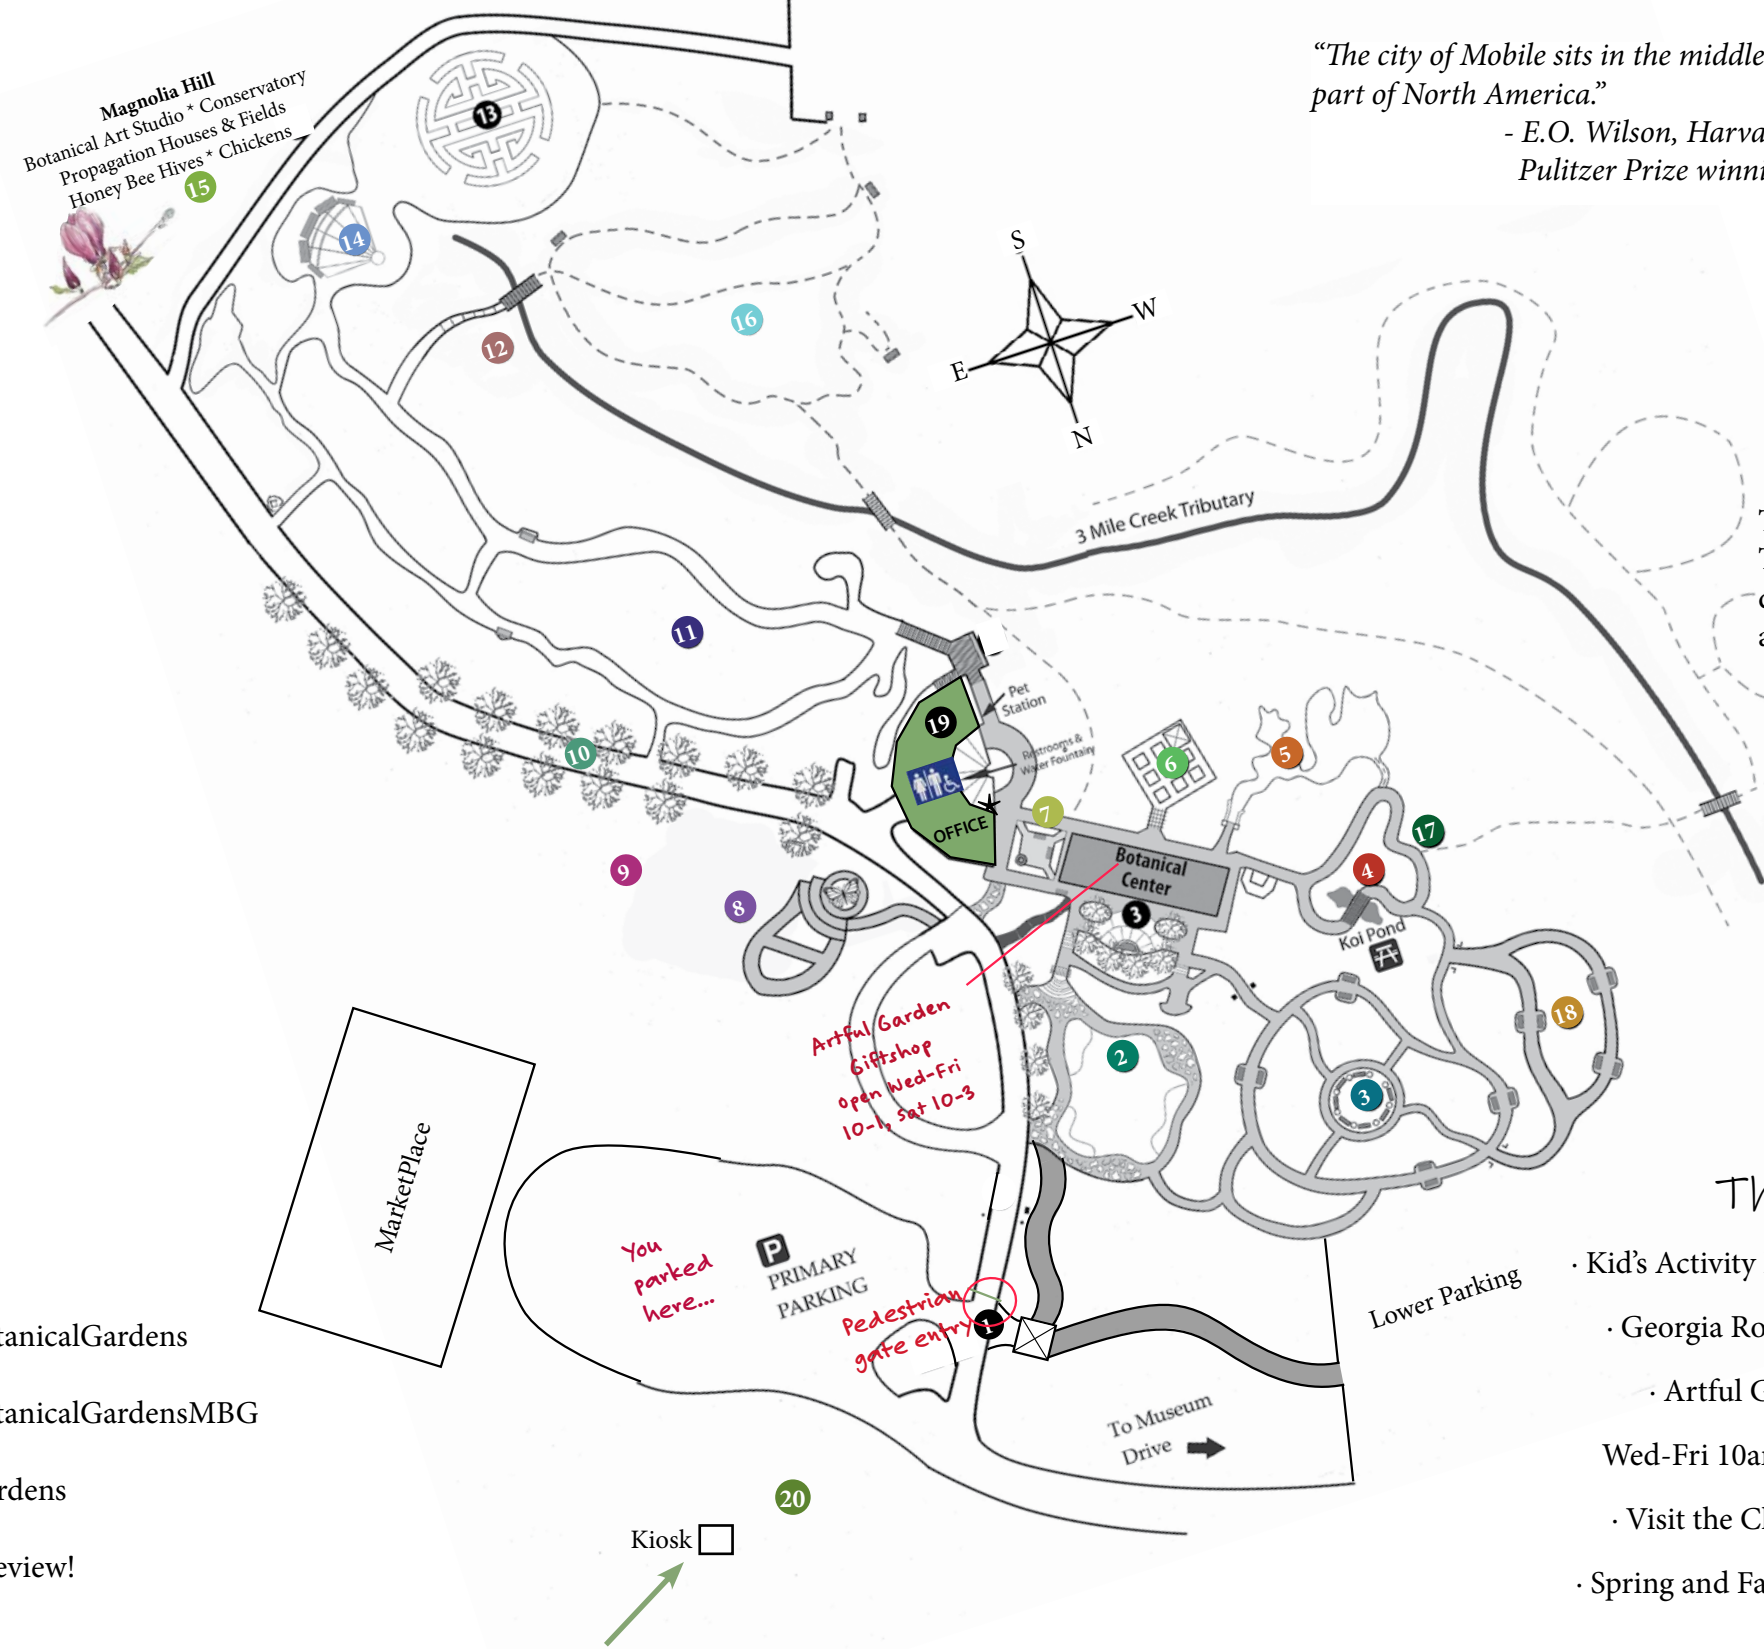 “The city of Mobile sits in the middle
part of North America.”
- E.O. Wilson, Harva
Pulitzer Prize winni
Magnolia Hill
Botanical Art Studio * Conservatory
Propagation Houses & Fields
Honey Bee Hives * Chickens
15
13
14
12
16
S
W
E
N
3 Mile Creek Tributary
11
10
9
8
19
Pet
Station
Restrooms &
Water Fountain
OFFICE
7
6
5
17
4
Botanical
Center
3
Koi Pond
18
2
3
Artful Garden
Giftshop
open Wed-Fri
10-1, Sat 10-3
MarketPlace
You
parked
here...
P
PRIMARY
PARKING
Pedestrian
gate entry
1
Lower Parking
To Museum
Drive
20
Kiosk
tanicalGardens
tanicalGardensMBG
rdens
eview!
· Kid’s Activity
· Georgia Ro
· Artful G
Wed-Fri 10a
· Visit the C
· Spring and Fa